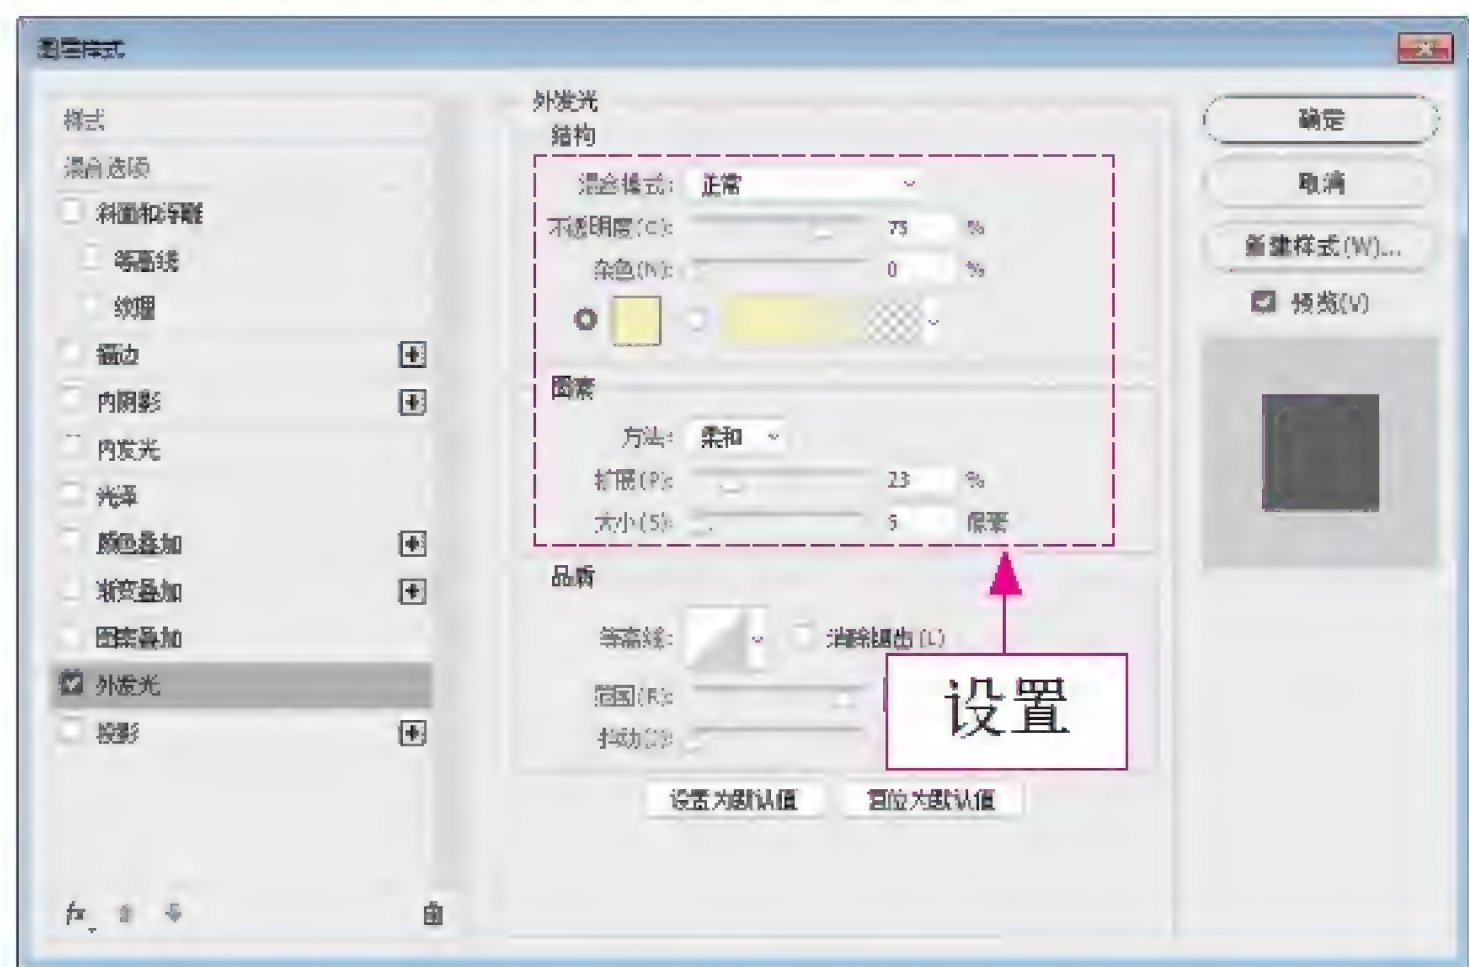 图层样式
样式
混合选项
斜面和浮雕
等高线
纹理
描边
内阴影
内发光
光泽
颜色叠加
渐变叠加
图案叠加
外发光
投影
fx
外发光
结构
混合模式: 正常
不透明度(O): 75 %
杂色(N): 0 %
图素
方法: 柔和
扩展(P): 23 %
大小(S): 5 像素
品质
等高线: 消除锯齿(L)
范围(R):
抖动(J):
设置
设置为默认值 复位为默认值
确定
取消
新建样式(W)...
预览(V)